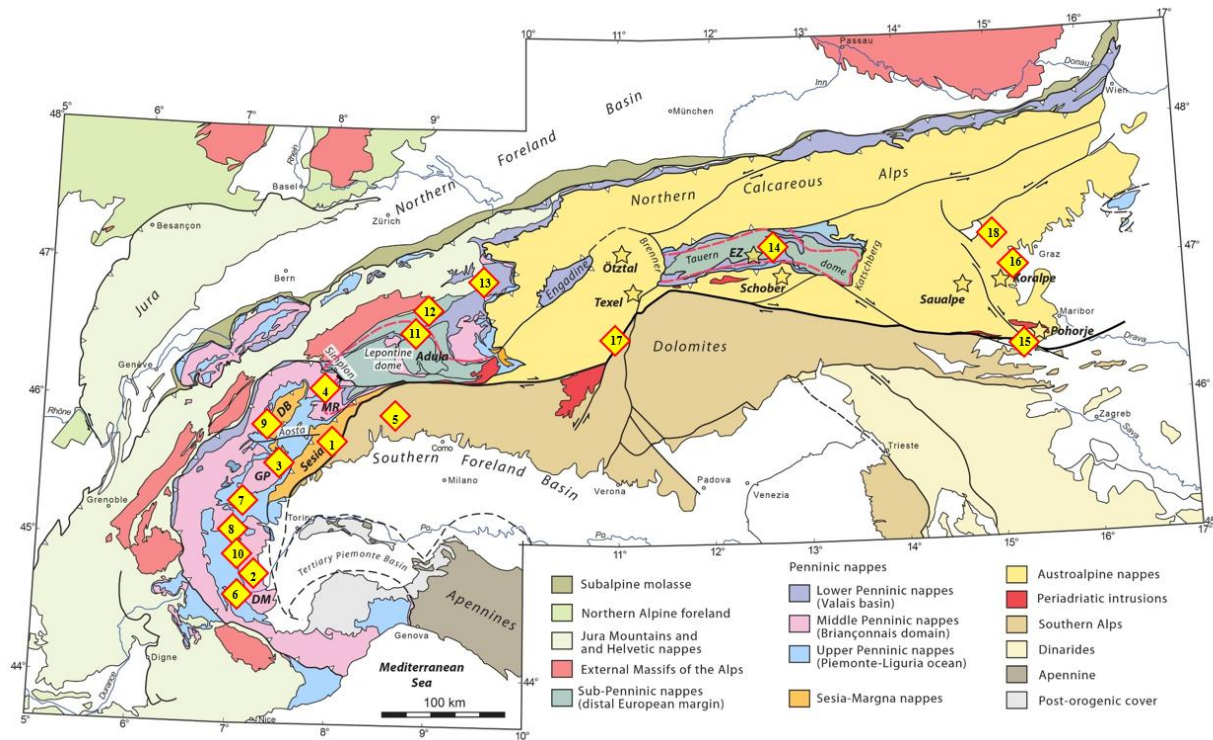 10°
11°
12°
13°
14°
15°
16°
17°
Passau
Donau
Inn
Wien
München
48°
5°
6°
7°
8°
9°
48°
Northern Foreland Basin
Rhein
Basel
Zürich
Besançon
Northern Calcareous Alps
47°
47°
Jura
Bern
Engadine
Ötztal
Brenner
Tauern
EZ
14
dome
Katschberg
18
16
Graz
Koralpe
Saualpe
Schober
Texel
13
12
11
Adula
Lepontine
dome
Simplon
17
Dolomites
Maribor
Pohorje
15
Drava
Genève
46°
46°
Rhône
4
MR
DB
9
Aosta
5
1
Sesia
3
GP
Como
Southern Foreland Basin
Milano
Verona
Padova
Venezia
Trieste
Zagreb
Sava
Grenoble
7
45°
45°
8
Torino
Po
Po
10
2
6
DM
Tertiary Piemonte Basin
11°
12°
13°
14°
15°
16°
17°
Apennines
Genova
Digne
Durance
44°
44°
Mediterranean
Sea
100 km
Nice
5°
6°
7°
8°
9°
10°
Subalpine molasse
Northern Alpine foreland
Jura Mountains
and Helvetic nappes
External Massifs of the Alps
Sub-Penninic nappes
(distal European margin)
Penninic nappes
Lower Penninic nappes
(Valais basin)
Middle Penninic nappes
(Briançonnais domain)
Upper Penninic nappes
(Piemonte-Liguria ocean)
Sesia-Margna nappes
Austroalpine nappes
Periadriatic intrusions
Southern Alps
Dinarides
Apennine
Post-orogenic cover